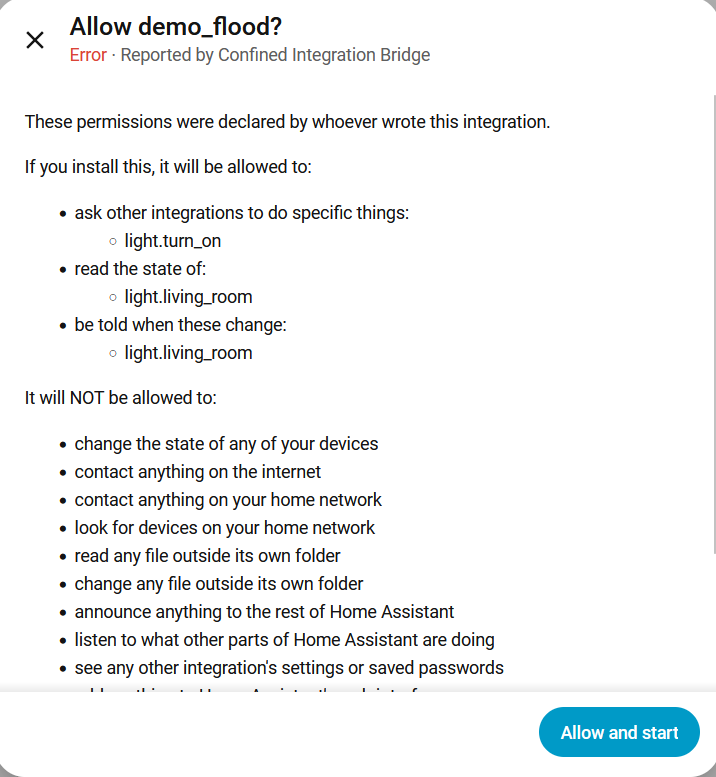 Allow demo_flood?
Error · Reported by Confined Integration Bridge
These permissions were declared by whoever wrote this integration.
If you install this, it will be allowed to:
• ask other integrations to do specific things:
○ light.turn_on
• read the state of:
○ light.living_room
• be told when these change:
○ light.living_room
It will NOT be allowed to:
• change the state of any of your devices
• contact anything on the internet
• contact anything on your home network
• look for devices on your home network
• read any file outside its own folder
• change any file outside its own folder
• announce anything to the rest of Home Assistant
• listen to what other parts of Home Assistant are doing
• see any other integration's settings or saved passwords
Allow and start